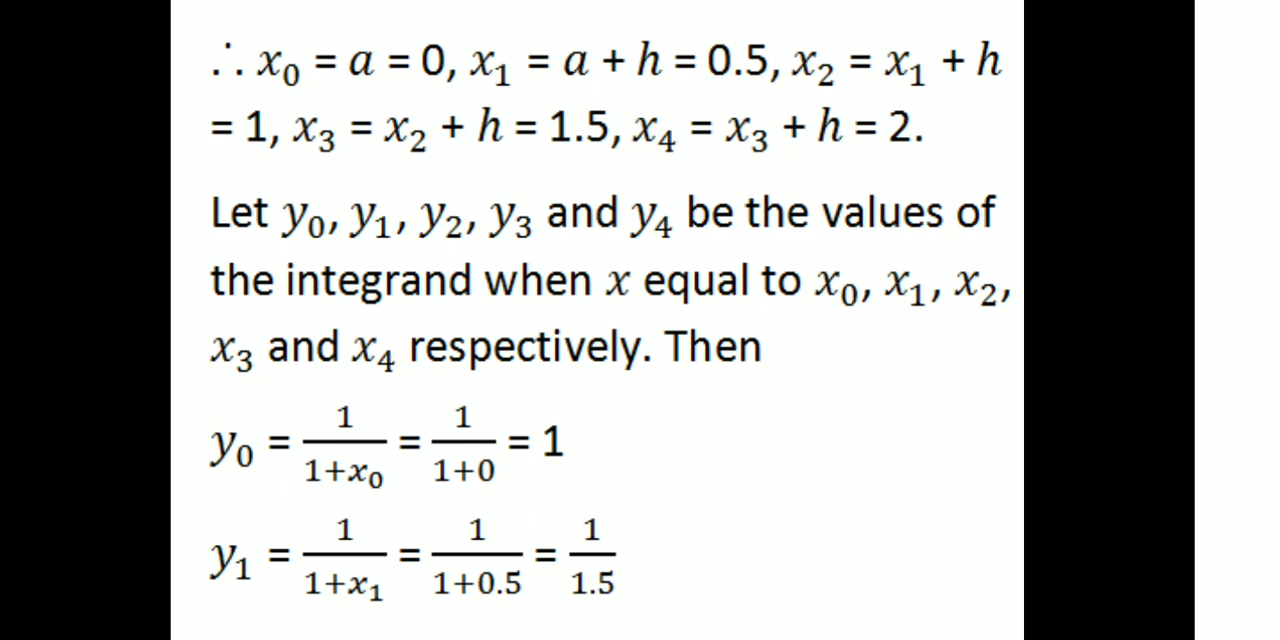 ∴ x₀ = a = 0, x₁ = a + h = 0.5, x₂ = x₁ + h
= 1, x₃ = x₂ + h = 1.5, x₄ = x₃ + h = 2.
Let y₀, y₁, y₂, y₃ and y₄ be the values of
the integrand when x equal to x₀, x₁, x₂,
x₃ and x₄ respectively. Then
y₀ = 1/(1+x₀) = 1/(1+0) = 1
y₁ = 1/(1+x₁) = 1/(1+0.5) = 1/1.5